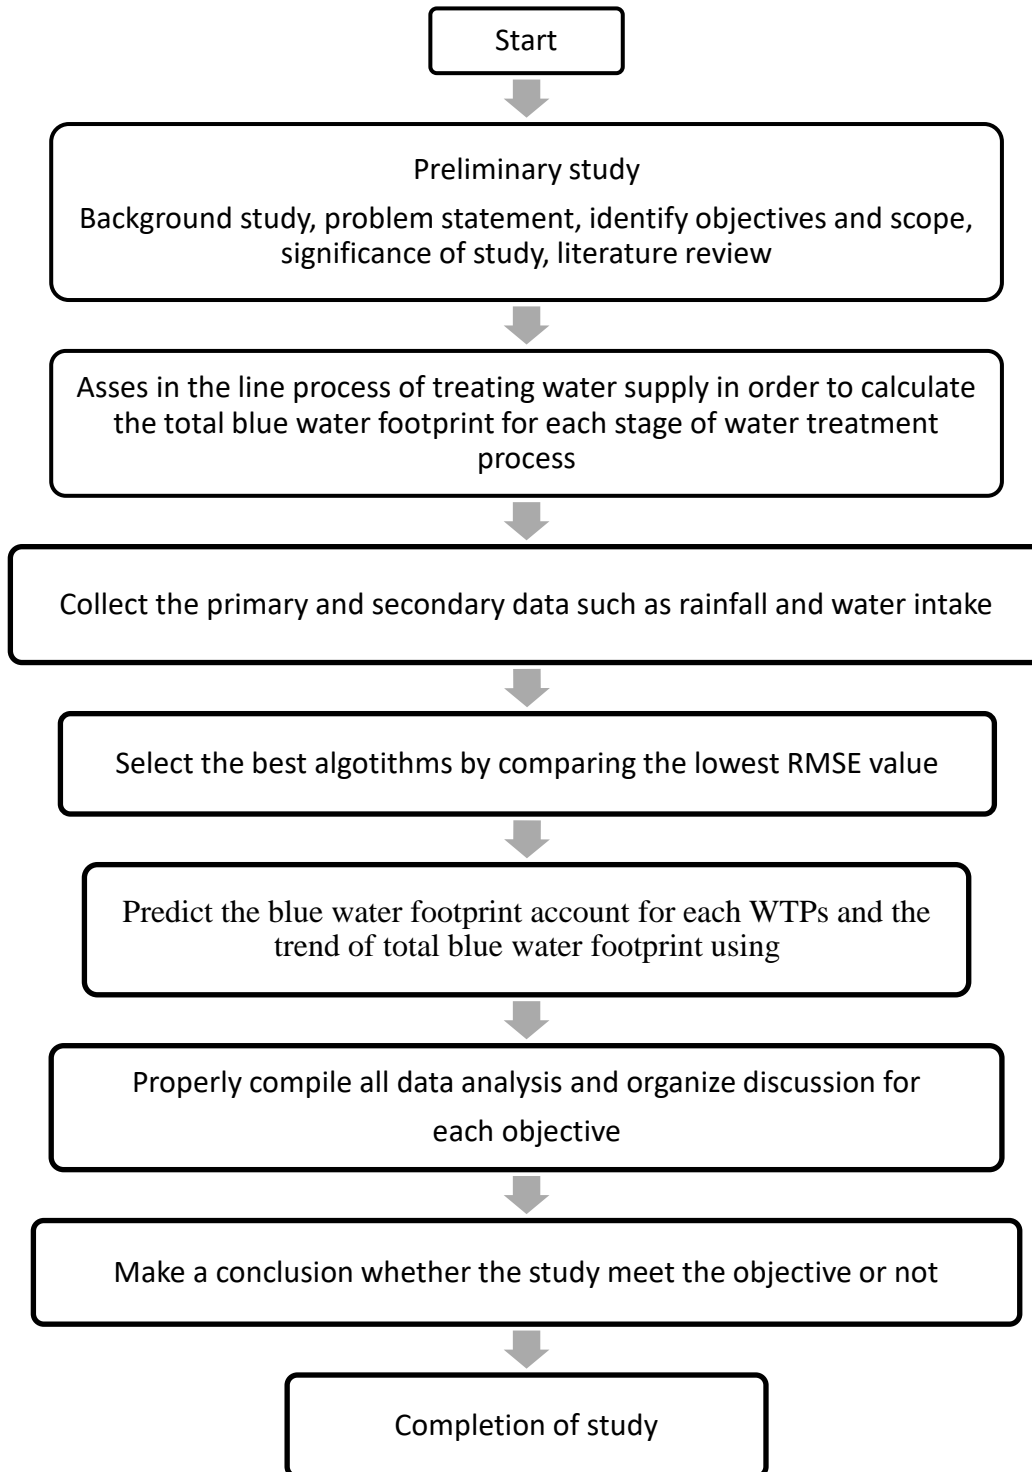 Start
Preliminary study
Background study, problem statement, identify objectives and scope,
significance of study, literature review
Asses in the line process of treating water supply in order to calculate
the total blue water footprint for each stage of water treatment
process
Collect the primary and secondary data such as rainfall and water intake
Select the best algotithms by comparing the lowest RMSE value
Predict the blue water footprint account for each WTPs and the
trend of total blue water footprint using
Properly compile all data analysis and organize discussion for
each objective
Make a conclusion whether the study meet the objective or not
Completion of study